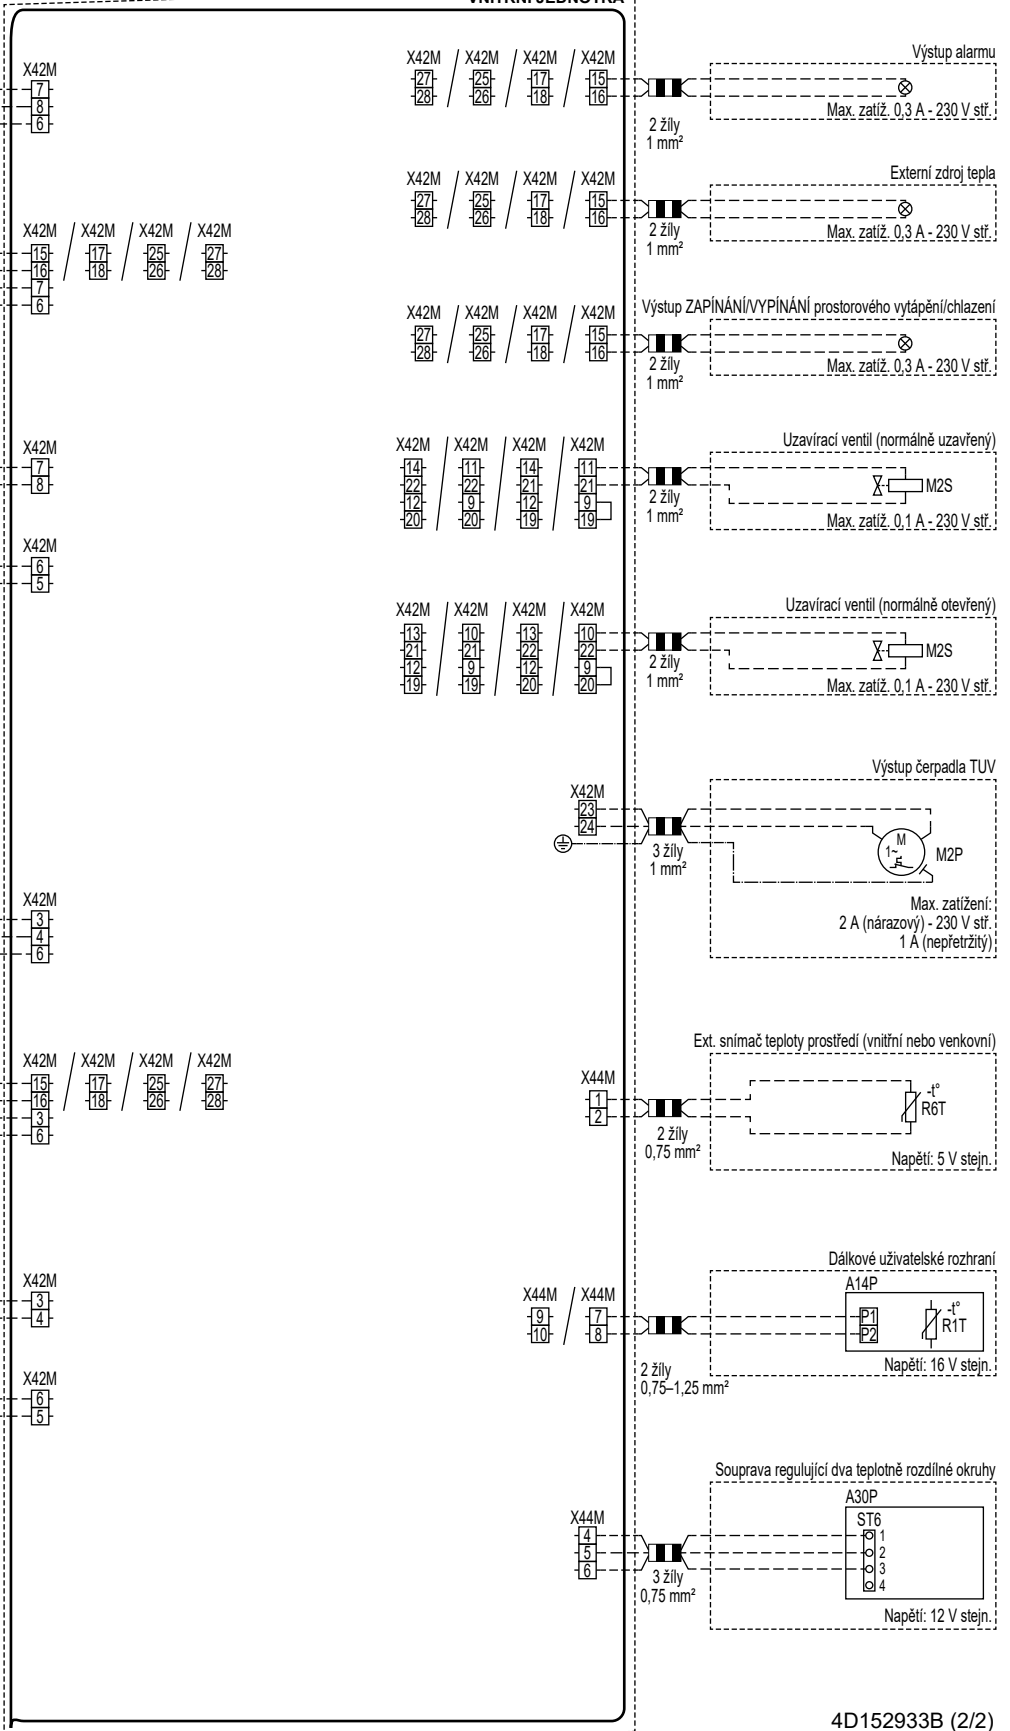 VNITŘNÍ JEDNOTKA
X42M
7
8
6
X42M / X42M / X42M / X42M
27 25 17 15
28 26 18 16
2 žíly
1 mm²
Výstup alarmu
Max. zatíž. 0,3 A - 230 V stř.
X42M / X42M / X42M / X42M
27 25 17 15
28 26 18 16
2 žíly
1 mm²
Externí zdroj tepla
Max. zatíž. 0,3 A - 230 V stř.
X42M / X42M / X42M / X42M
15 17 25 27
16 18 26 28
7
6
X42M / X42M / X42M / X42M
27 25 17 15
28 26 18 16
2 žíly
1 mm²
Výstup ZAPÍNÁNÍ/VYPÍNÁNÍ prostorového vytápění/chlazení
Max. zatíž. 0,3 A - 230 V stř.
X42M
7
8
X42M / X42M / X42M / X42M
14 11 14 11
22 22 21 21
12 9 12 9
20 20 19 19
2 žíly
1 mm²
Uzavírací ventil (normálně uzavřený)
M2S
Max. zatíž. 0,1 A - 230 V stř.
X42M
6
5
X42M / X42M / X42M / X42M
13 10 13 10
21 21 22 22
12 9 12 9
19 19 20 20
2 žíly
1 mm²
Uzavírací ventil (normálně otevřený)
M2S
Max. zatíž. 0,1 A - 230 V stř.
X42M
23
24
3 žíly
1 mm²
Výstup čerpadla TUV
M
1~
M2P
Max. zatížení:
2 A (nárazový) - 230 V stř.
1 A (nepřetržitý)
X42M
3
4
6
X42M / X42M / X42M / X42M
15 17 25 27
16 18 26 28
3
6
X44M
1
2
2 žíly
0,75 mm²
Ext. snímač teploty prostředí (vnitřní nebo venkovní)
-t°
R6T
Napětí: 5 V stejn.
X42M
3
4
X44M / X44M
9 7
10 8
2 žíly
0,75–1,25 mm²
Dálkové uživatelské rozhraní
A14P
P1
P2
-t°
R1T
Napětí: 16 V stejn.
X42M
6
5
X44M
4
5
6
3 žíly
0,75 mm²
Souprava regulující dva teplotně rozdílné okruhy
A30P
ST6
1
2
3
4
Napětí: 12 V stejn.
4D152933B (2/2)